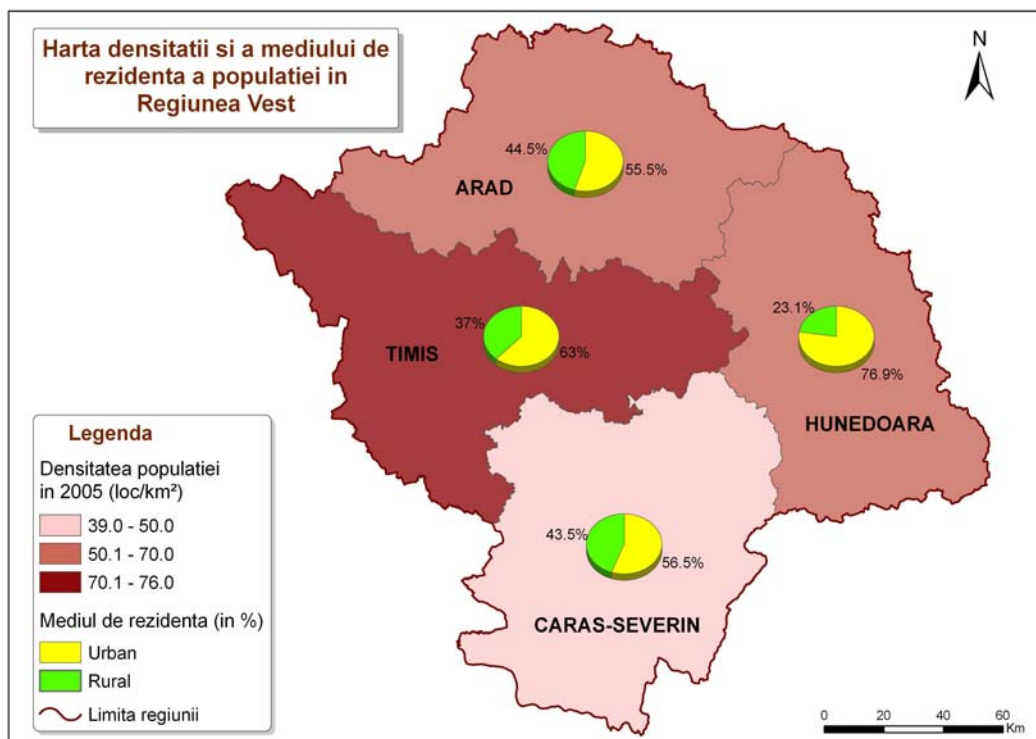 Harta densitatii si a mediului de
rezidenta a populatiei in
Regiunea Vest
N
44.5%
55.5%
ARAD
37%
63%
TIMIS
23.1%
76.9%
HUNEDOARA
43.5%
56.5%
CARAS-SEVERIN
Legenda
Densitatea populatiei
in 2005 (loc/km²)
39.0 - 50.0
50.1 - 70.0
70.1 - 76.0
Mediul de rezidenta (in %)
Urban
Rural
Limita regiunii
0 20 40 60
Km